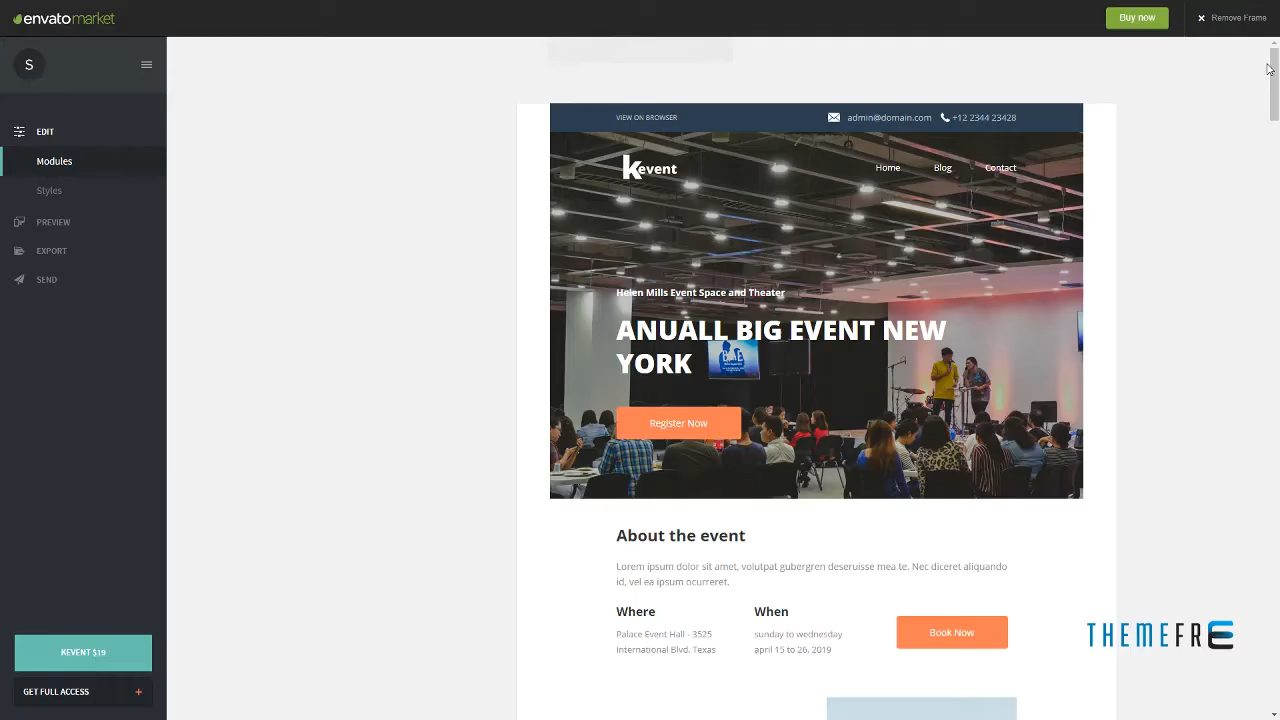 envato market
Buy now
Remove Frame
S
EDIT
Modules
Styles
PREVIEW
EXPORT
SEND
KEVENT $19
GET FULL ACCESS
VIEW ON BROWSER
admin@domain.com
+12 2344 23428
kevent
Home
Blog
Contact
Helen Mills Event Space and Theater
ANUALL BIG EVENT NEW
YORK
Register Now
About the event
Lorem ipsum dolor sit amet, volutpat gubergren deseruisse mea te. Nec diceret aliquando
id, vel ea ipsum ocurreret.
Where
Palace Event Hall - 3525
International Blvd, Texas
When
sunday to wednesday
april 15 to 26, 2019
Book Now
THEMEFRE